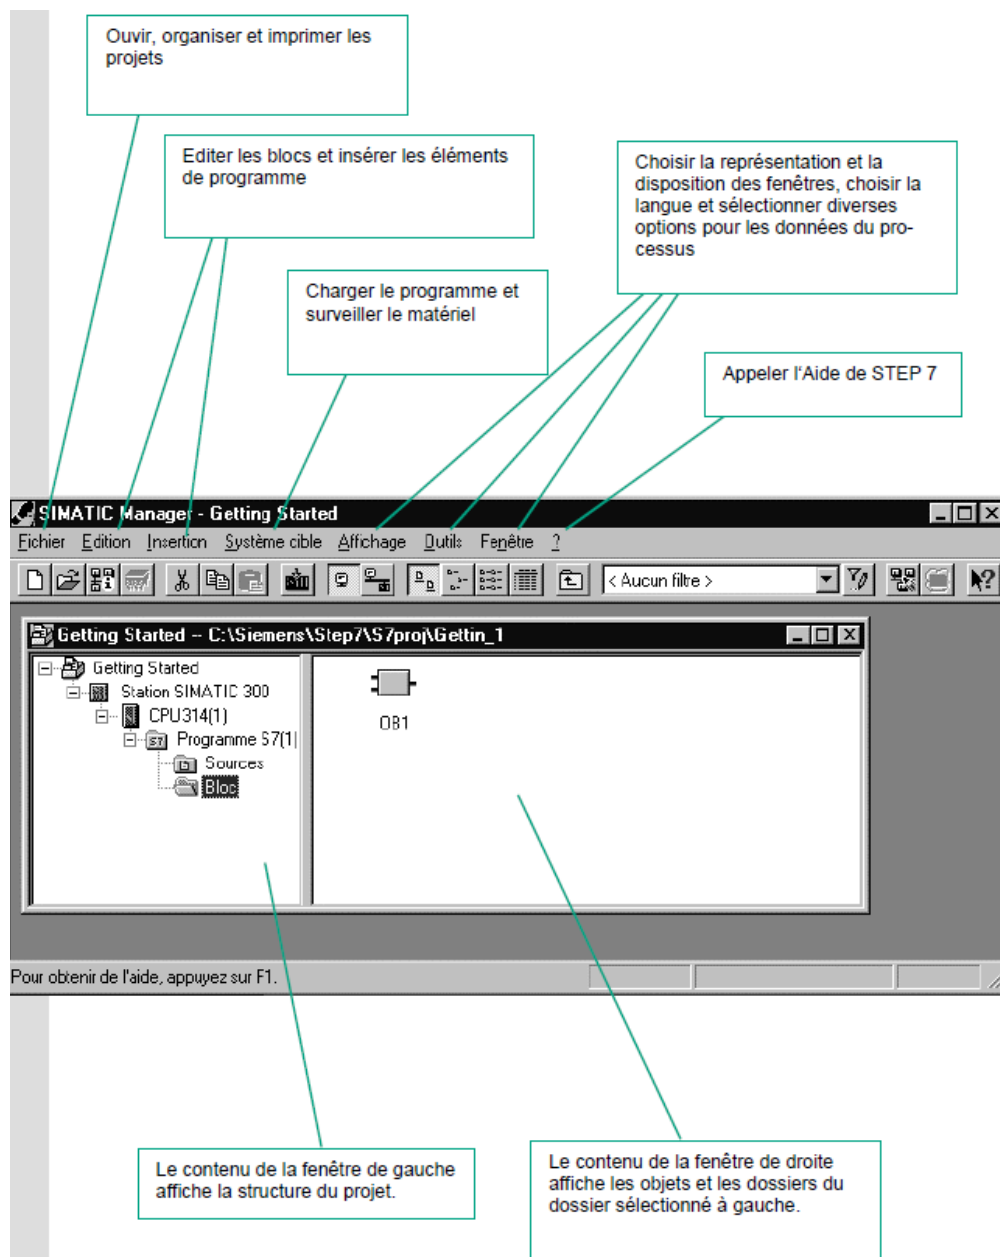 Ouvir, organiser et imprimer les
projets
Editer les blocs et insérer les éléments
de programme
Choisir la représentation et la
disposition des fenêtres, choisir la
langue et sélectionner diverses
options pour les données du pro-
cessus
Charger le programme et
surveiller le matériel
Appeler l'Aide de STEP 7
SIMATIC Manager - Getting Started
Fichier Edition Insertion Système cible Affichage Outils Fenêtre ?
< Aucun filtre >
Getting Started -- C:\Siemens\Step7\S7proj\Gettin_1
Getting Started
Station SIMATIC 300
CPU314(1)
Programme S7(1)
Sources
Bloc
OB1
Pour obtenir de l'aide, appuyez sur F1.
Le contenu de la fenêtre de gauche
affiche la structure du projet.
Le contenu de la fenêtre de droite
affiche les objets et les dossiers du
dossier sélectionné à gauche.